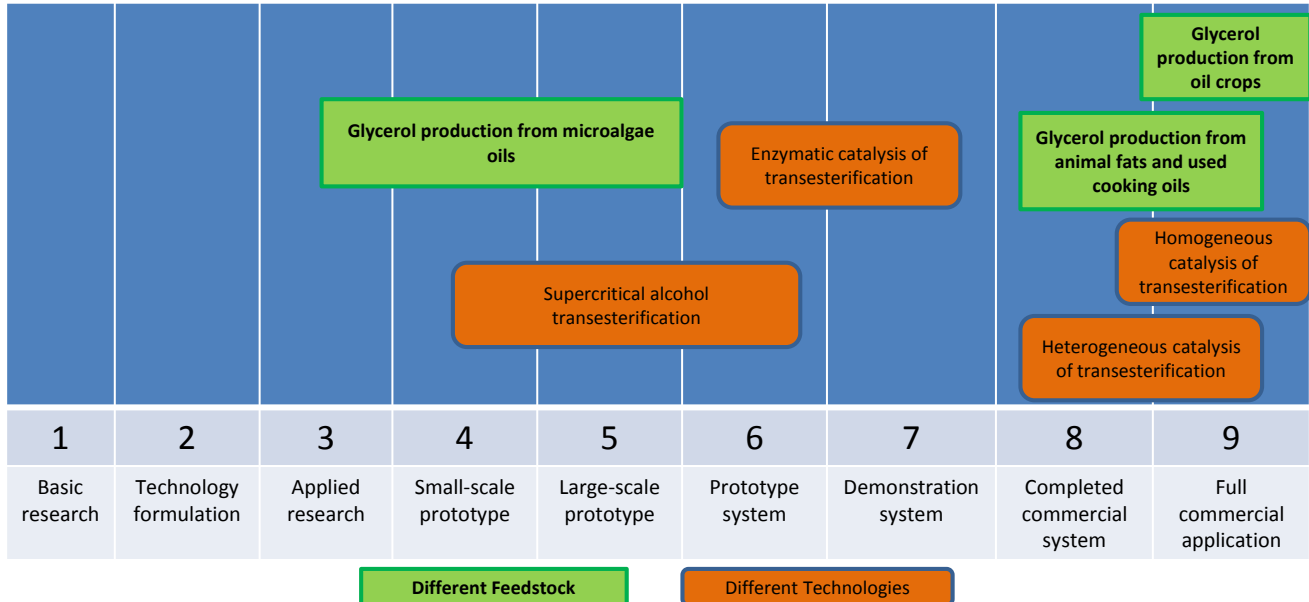 Glycerol
production from
oil crops
Glycerol production from microalgae
oils
Enzymatic catalysis of
transesterification
Glycerol production from
animal fats and used
cooking oils
Homogeneous
catalysis of
transesterification
Supercritical alcohol
transesterification
Heterogeneous catalysis
of transesterification
1
2
3
4
5
6
7
8
9
Basic
research
Technology
formulation
Applied
research
Small-scale
prototype
Large-scale
prototype
Prototype
system
Demonstration
system
Completed
commercial
system
Full
commercial
application
Different Feedstock
Different Technologies